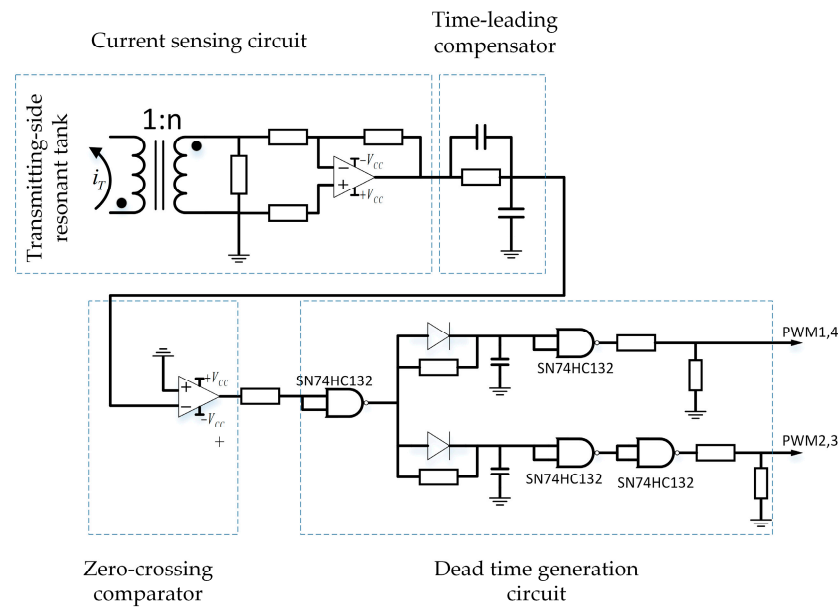 Time-leading
compensator
Current sensing circuit
Transmitting-side
resonant tank
1:n
i_T
−V_CC
+V_CC
−
+
+
−
+V_CC
−V_CC
+
SN74HC132
SN74HC132
PWM1,4
SN74HC132
SN74HC132
PWM2,3
Zero-crossing
comparator
Dead time generation
circuit